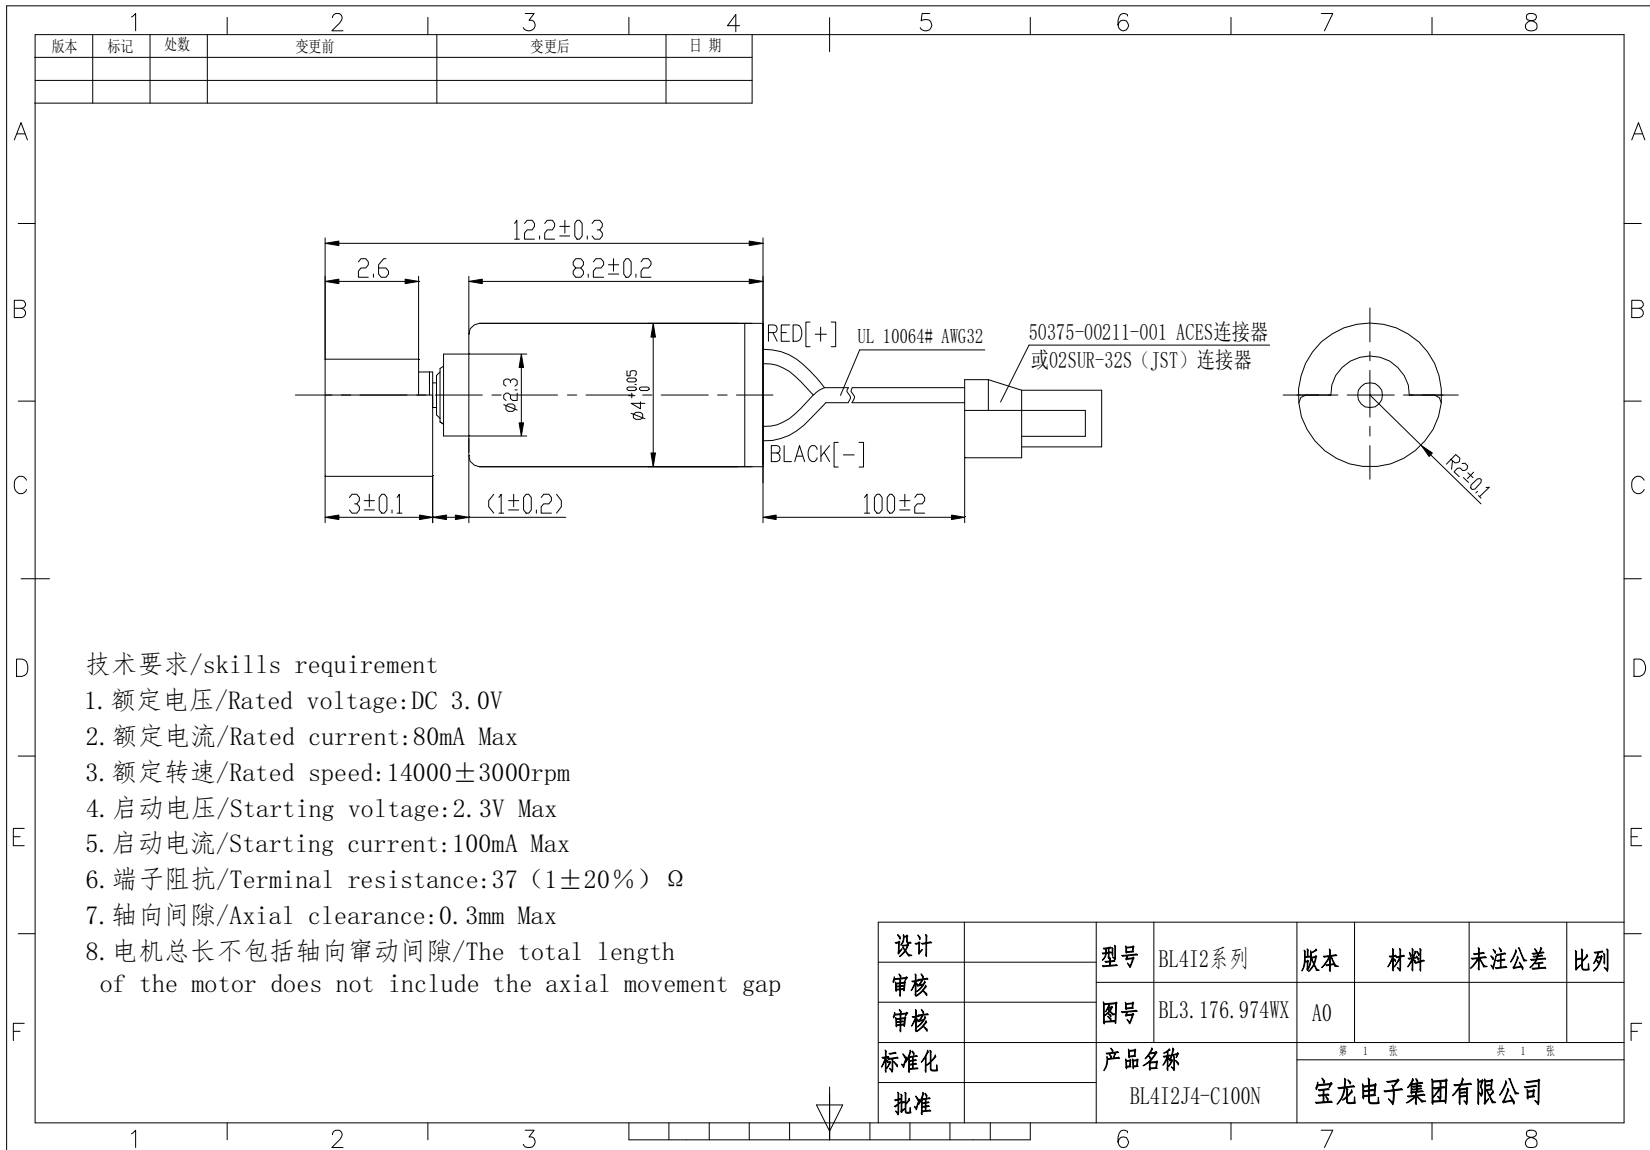 1 2 3 4 5 6 7 8
版本 标记 处数 变更前 变更后 日 期
A A
12.2±0.3
2.6 8.2±0.2
B B
RED[+] UL 10064# AWG32 50375-00211-001 ACES连接器
或02SUR-32S（JST）连接器
ø2.3 ø4 +0.05 0
BLACK[-]
R2±0.1
C C
3±0.1 (1±0.2) 100±2
D D
技术要求/skills requirement
1.额定电压/Rated voltage:DC 3.0V
2.额定电流/Rated current:80mA Max
3.额定转速/Rated speed:14000±3000rpm
4.启动电压/Starting voltage:2.3V Max
E E
5.启动电流/Starting current:100mA Max
6.端子阻抗/Terminal resistance:37（1±20%）Ω
7.轴向间隙/Axial clearance:0.3mm Max
8.电机总长不包括轴向窜动间隙/The total length
of the motor does not include the axial movement gap
F F
设计 型号 BL4I2系列 版本 材料 未注公差 比列
审核
审核 图号 BL3.176.974WX A0
标准化 产品名称 第 1 张 共 1 张
批准 BL4I2J4-C100N 宝龙电子集团有限公司
1 2 3 6 7 8